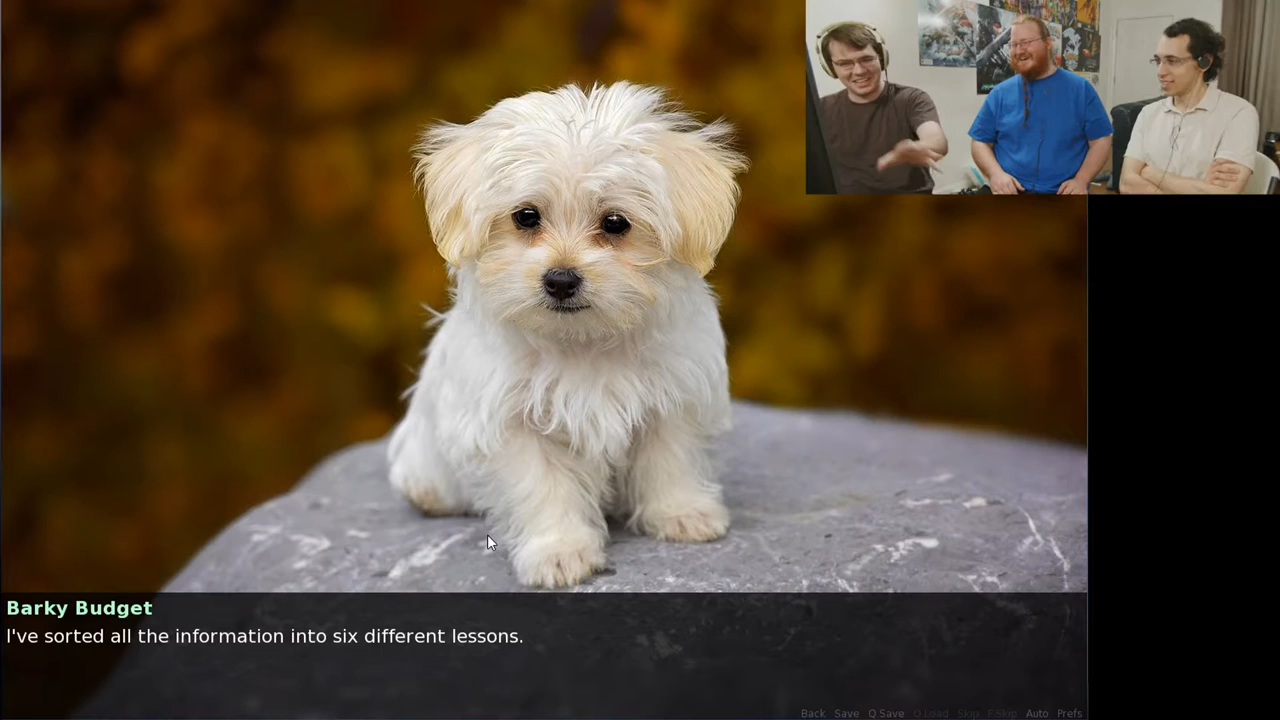 Barky Budget
I've sorted all the information into six different lessons.
Back Save Q.Save Q.Load Skip F.Skip Auto Prefs